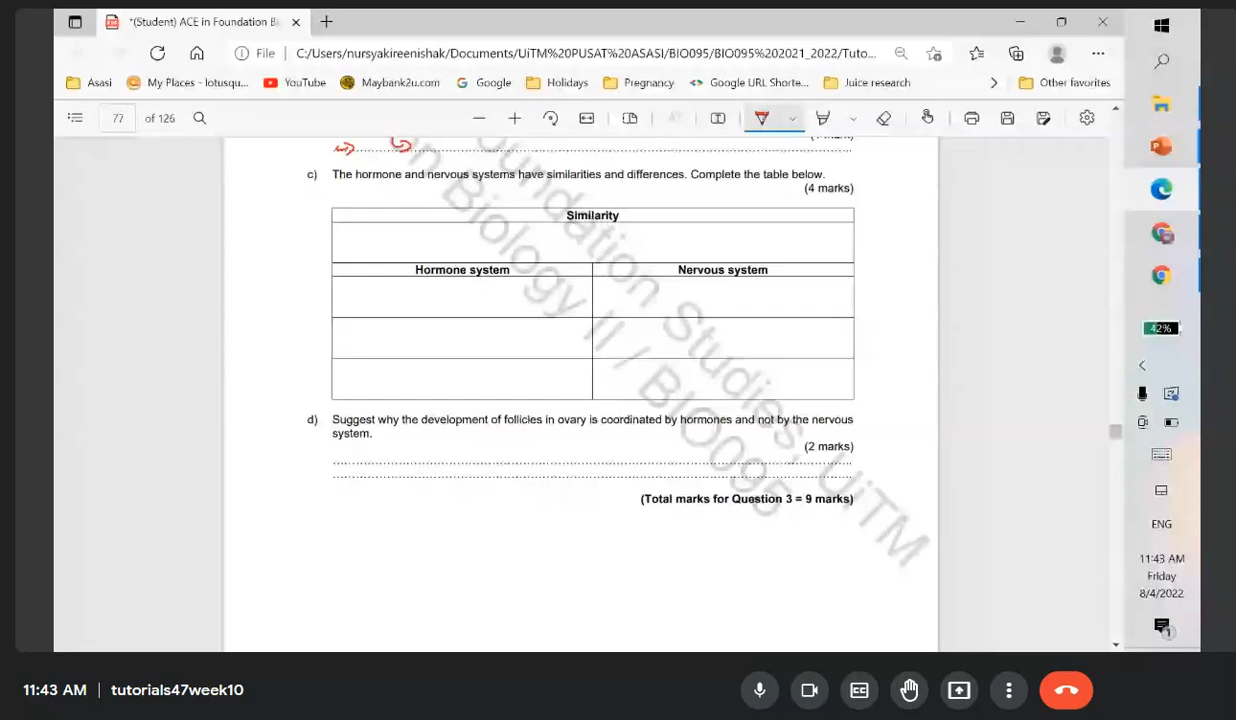 *(Student) ACE in Foundation B
File C:/Users/nursyakireenishak/Documents/UiTM%20PUSAT%20ASASI/BIO095/BIO095%202021_2022/Tuto...
Asasi My Places - lotusqu... YouTube Maybank2u.com Google Holidays Pregnancy Google URL Shorte... Juice research Other favorites
77 of 126
c) The hormone and nervous systems have similarities and differences. Complete the table below.
(4 marks)
Similarity
Hormone system Nervous system
d) Suggest why the development of follicles in ovary is coordinated by hormones and not by the nervous
system.
(2 marks)
(Total marks for Question 3 = 9 marks)
oundation Studies, UiTM
n Biology II / BIO095
42%
ENG
11:43 AM
Friday
8/4/2022
1
11:43 AM | tutorials47week10